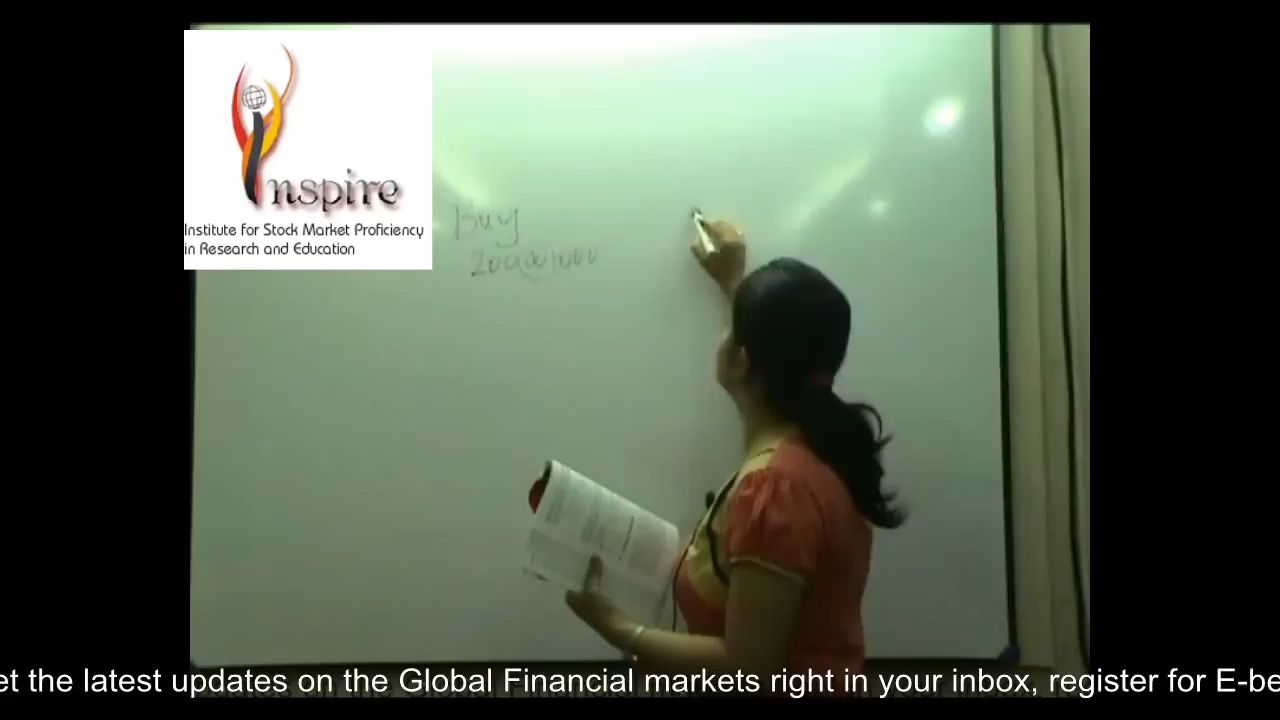 Inspire
Institute for Stock Market Proficiency
in Research and Education
Buy
et the latest updates on the Global Financial markets right in your inbox, register for E-be